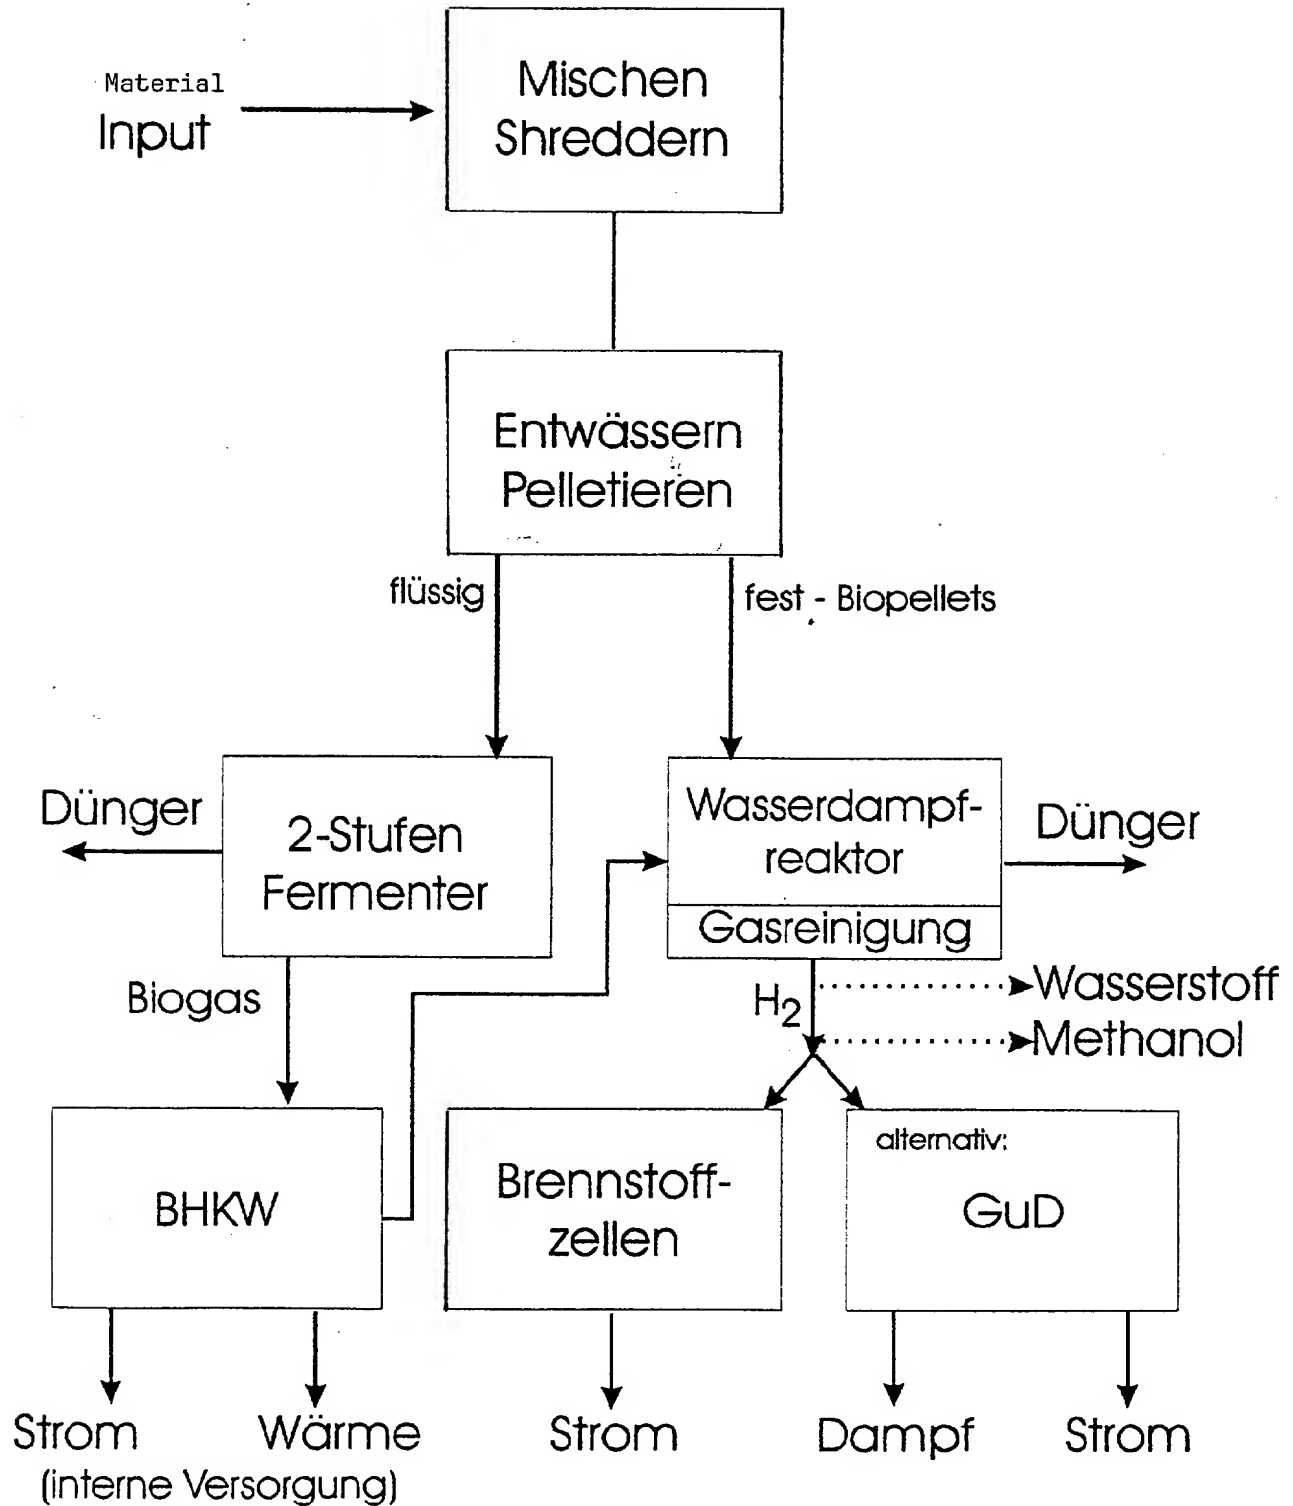 Material
Input
Mischen
Shreddern
Entwässern
Pelletieren
flüssig
fest - Biopellets
Dünger
2-Stufen
Fermenter
Wasserdampf-
reaktor
Gasreinigung
Dünger
Biogas
H2
Wasserstoff
Methanol
BHKW
Brennstoff-
zellen
alternativ:
GuD
Strom
Wärme
(interne Versorgung)
Strom
Dampf
Strom